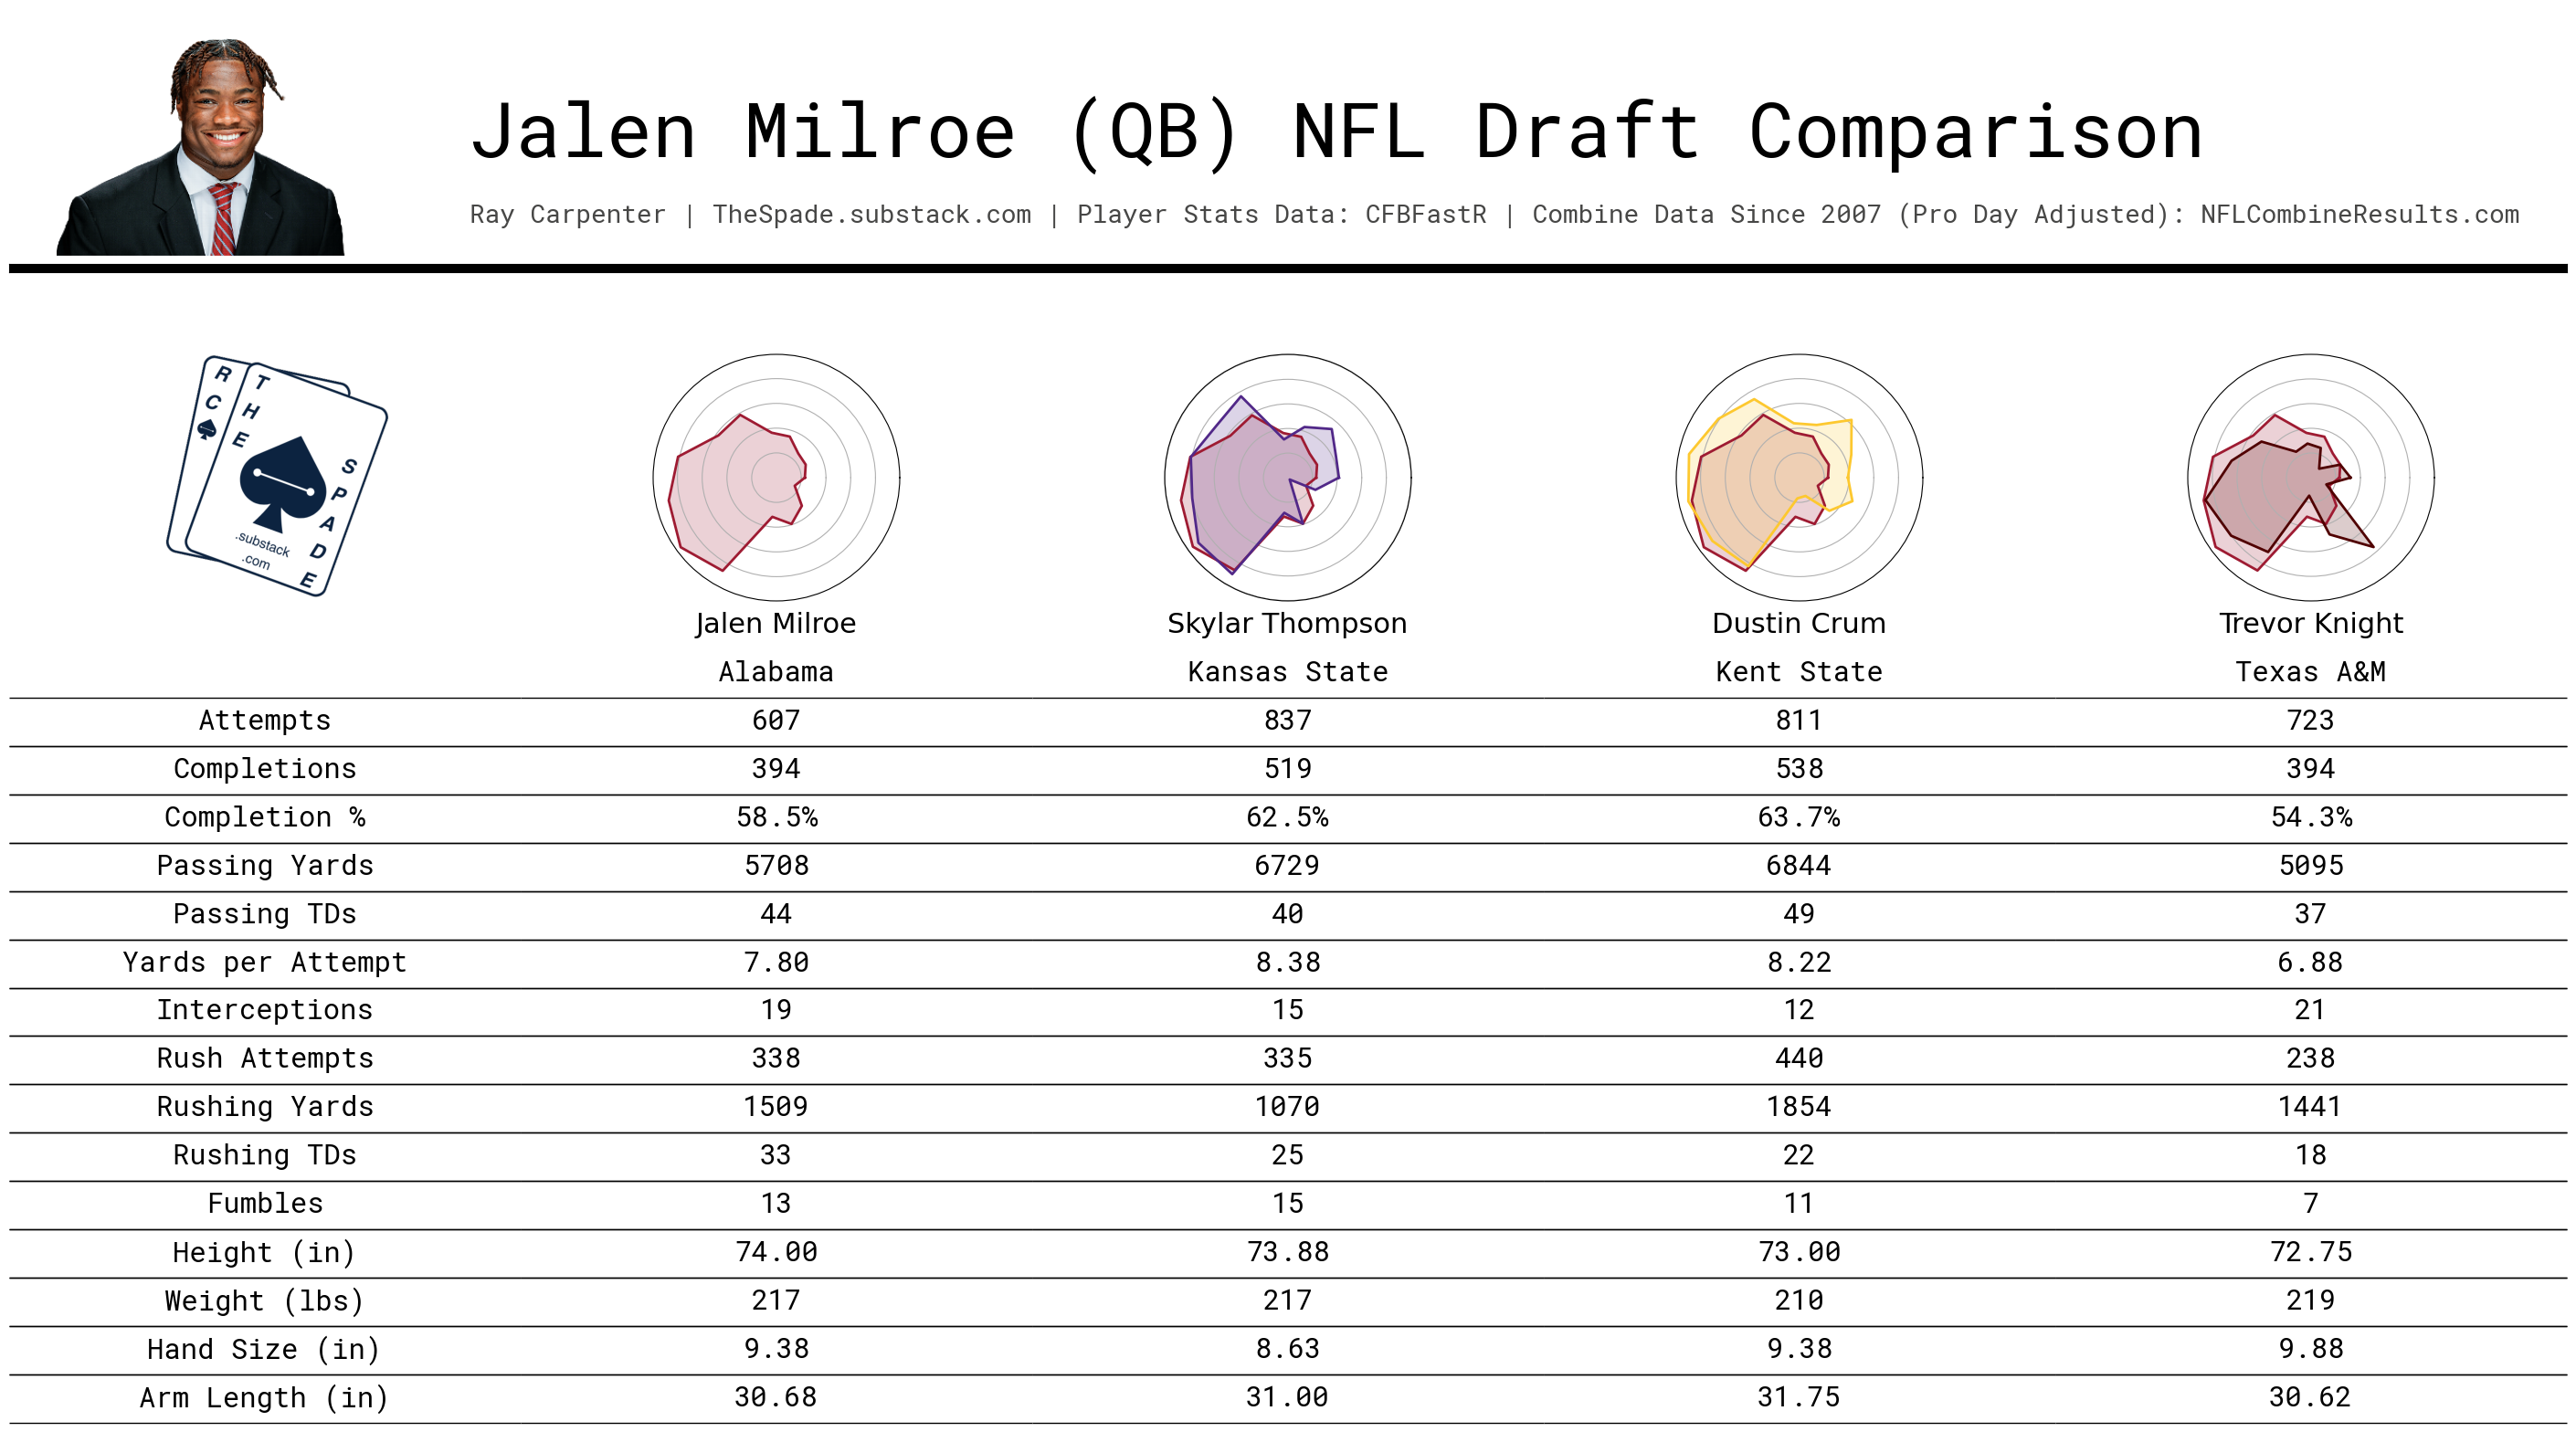 Jalen Milroe (QB) NFL Draft Comparison
Ray Carpenter | TheSpade.substack.com | Player Stats Data: CFBFastR | Combine Data Since 2007 (Pro Day Adjusted): NFLCombineResults.com
RC
THE
SPADE
.substack
.com
Jalen Milroe Skylar Thompson Dustin Crum Trevor Knight
Alabama Kansas State Kent State Texas A&M
Attempts 607 837 811 723
Completions 394 519 538 394
Completion % 58.5% 62.5% 63.7% 54.3%
Passing Yards 5708 6729 6844 5095
Passing TDs 44 40 49 37
Yards per Attempt 7.80 8.38 8.22 6.88
Interceptions 19 15 12 21
Rush Attempts 338 335 440 238
Rushing Yards 1509 1070 1854 1441
Rushing TDs 33 25 22 18
Fumbles 13 15 11 7
Height (in) 74.00 73.88 73.00 72.75
Weight (lbs) 217 217 210 219
Hand Size (in) 9.38 8.63 9.38 9.88
Arm Length (in) 30.68 31.00 31.75 30.62